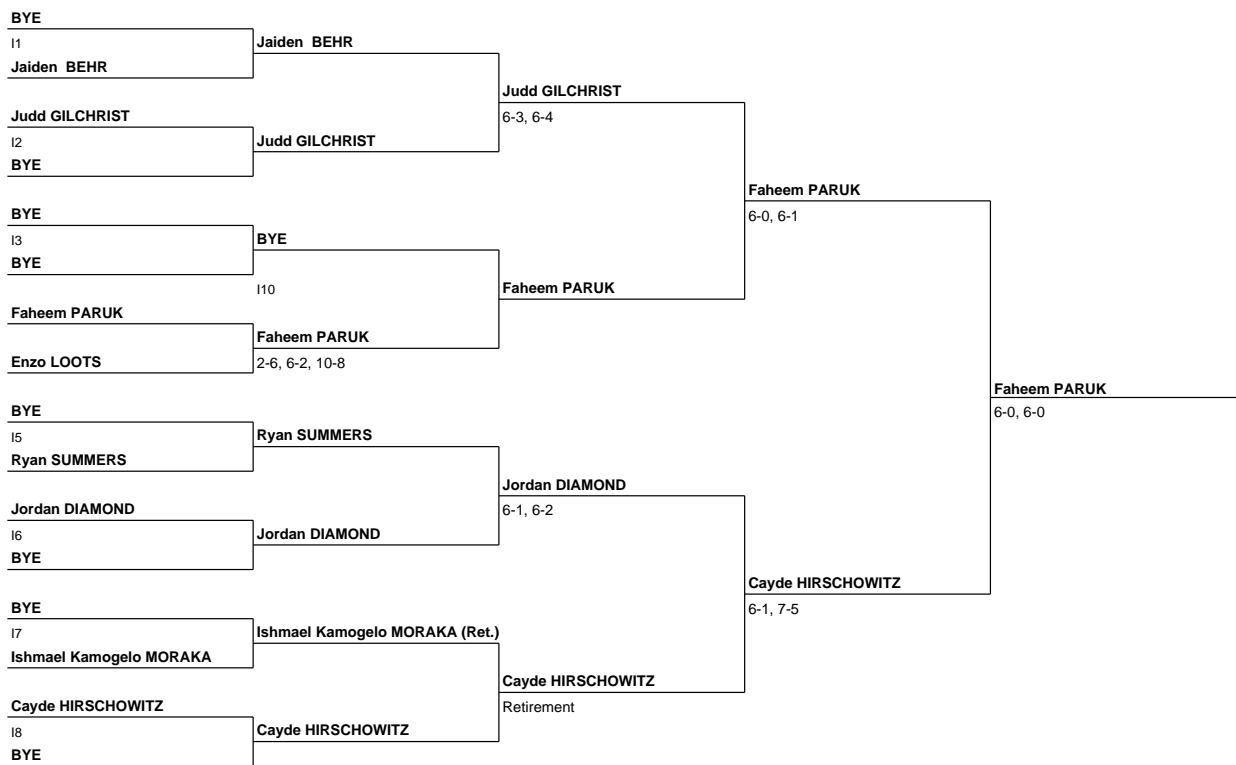 BYE
I1
Jaiden BEHR
Jaiden BEHR
Judd GILCHRIST
6-3, 6-4
Judd GILCHRIST
I2
Judd GILCHRIST
BYE
Faheem PARUK
6-0, 6-1
BYE
I3
BYE
BYE
I10
Faheem PARUK
Faheem PARUK
Faheem PARUK
Enzo LOOTS
2-6, 6-2, 10-8
Faheem PARUK
6-0, 6-0
BYE
I5
Ryan SUMMERS
Ryan SUMMERS
Jordan DIAMOND
6-1, 6-2
Jordan DIAMOND
I6
Jordan DIAMOND
BYE
Cayde HIRSCHOWITZ
6-1, 7-5
BYE
I7
Ishmael Kamogelo MORAKA (Ret.)
Ishmael Kamogelo MORAKA
Cayde HIRSCHOWITZ
Retirement
Cayde HIRSCHOWITZ
I8
Cayde HIRSCHOWITZ
BYE